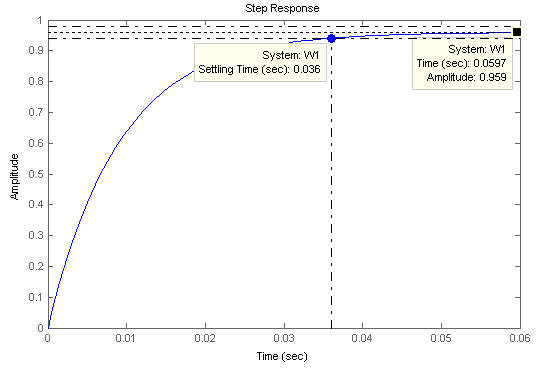 Step Response
1
0.9
0.8
0.7
0.6
0.5
0.4
0.3
0.2
0.1
0
Amplitude
System: W1
Settling Time (sec): 0.036
System: W1
Time (sec): 0.0597
Amplitude: 0.959
0
0.01
0.02
0.03
0.04
0.05
0.06
Time (sec)